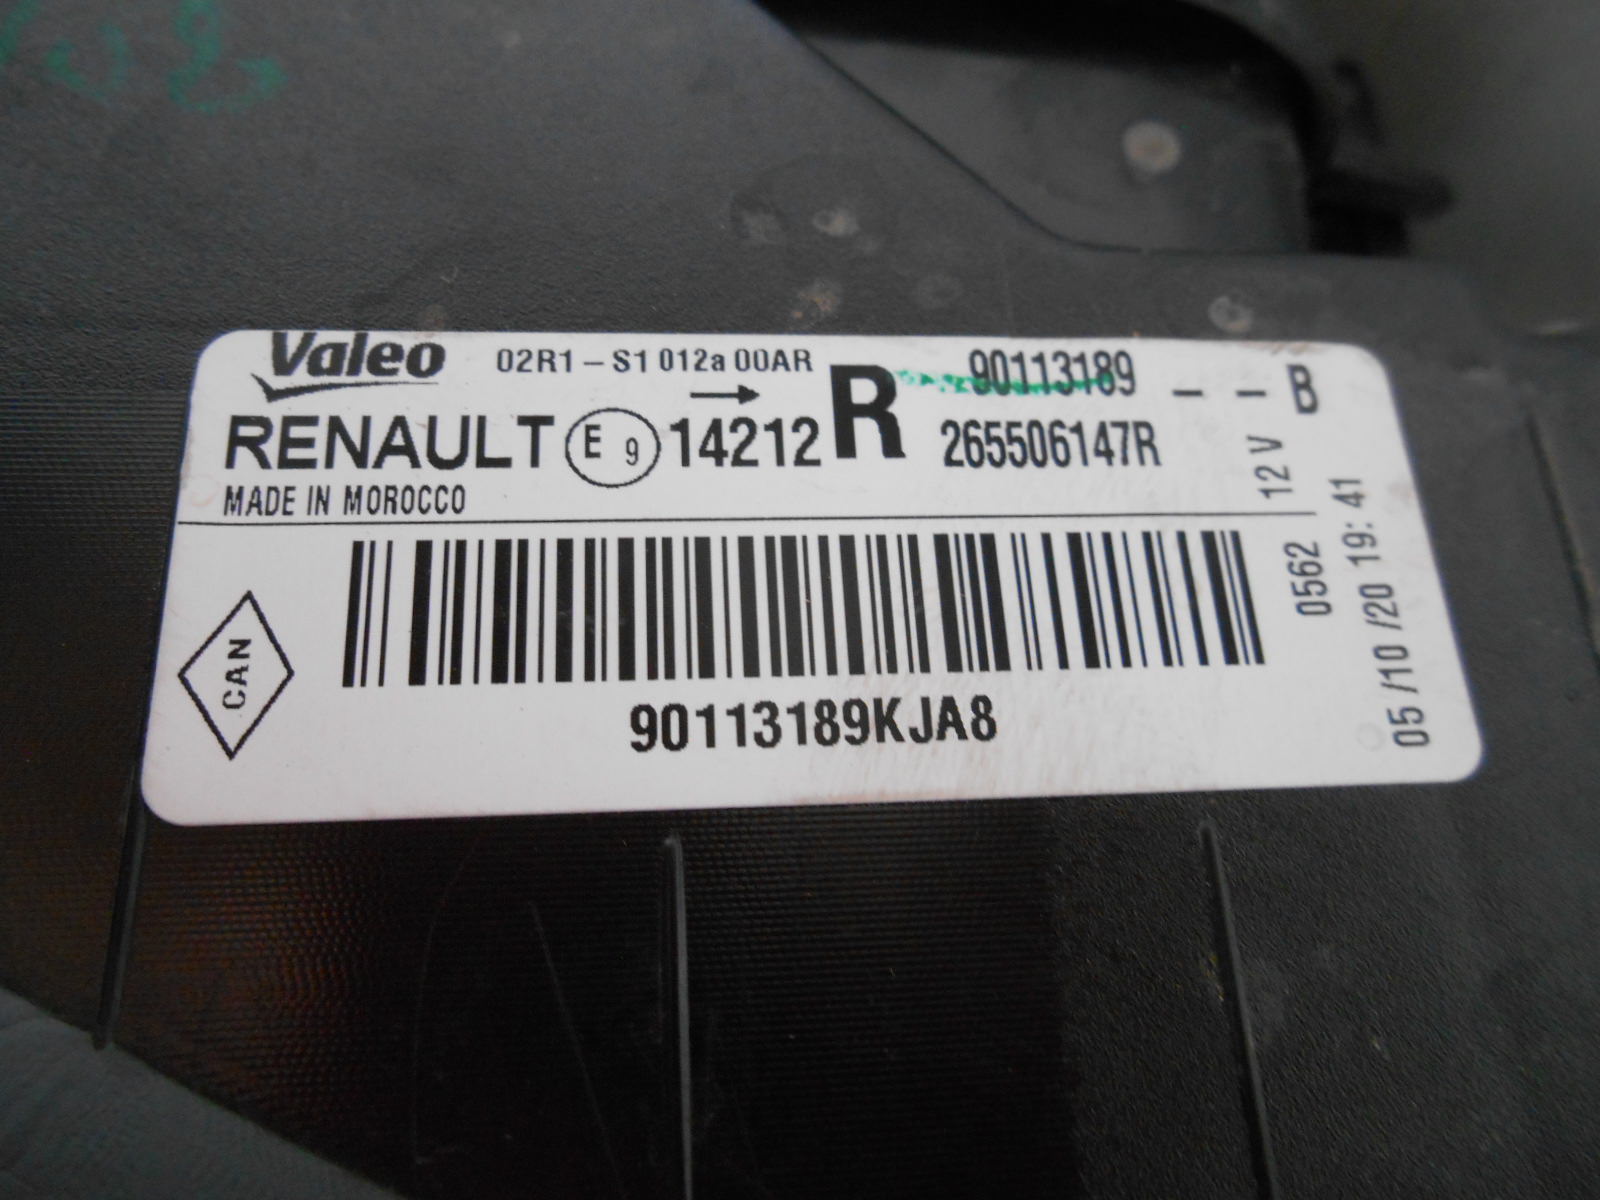 Valeo 02R1-S1 012a 00AR R 90113189 - - B
RENAULT E 9 → 14212 265506147R
MADE IN MOROCCO
12 V
0562
05 /10 /20 19: 41
CAN
90113189KJA8